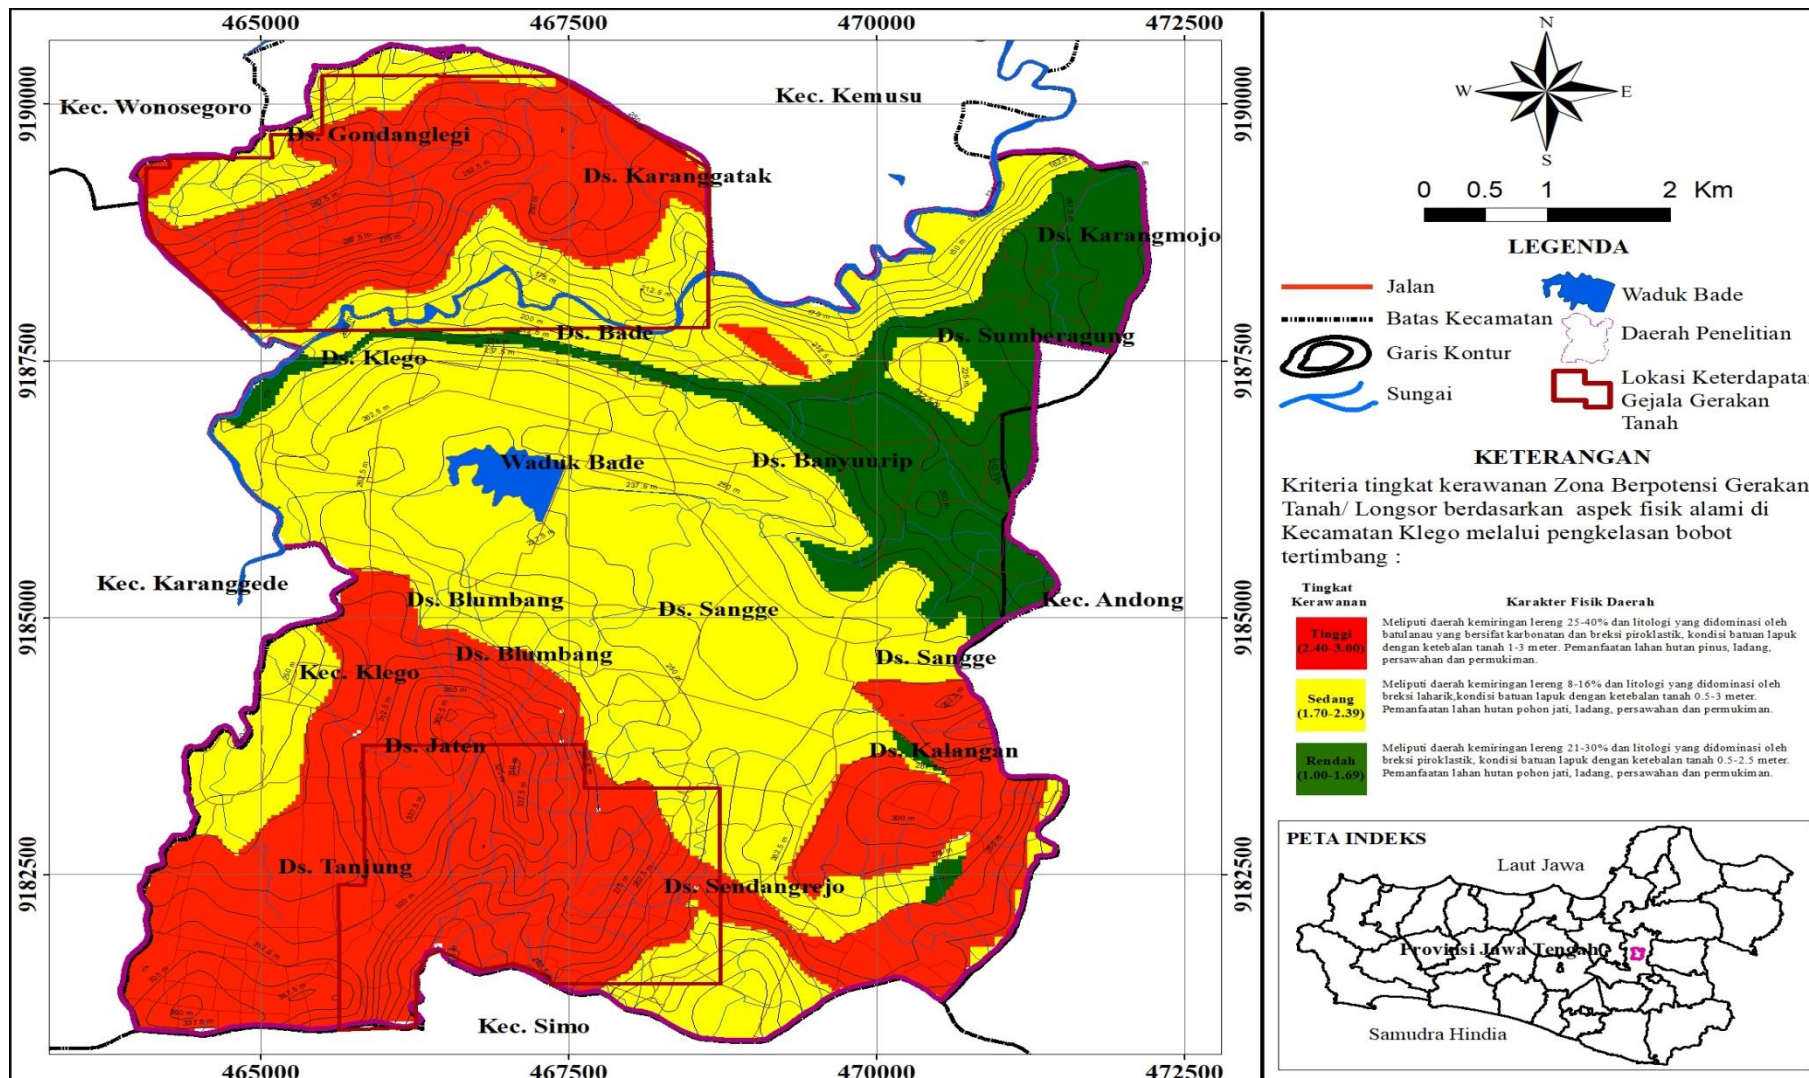 465000
467500
470000
472500
9190000
9187500
9185000
9182500
9190000
9187500
9185000
9182500
Kec. Wonosegoro
Kec. Kemusu
Ds. Gondanglegi
Ds. Karanggatak
Ds. Karangmojo
Ds. Bade
Ds. Sumberagung
Ds. Klego
Waduk Bade
Ds. Banyuurip
Kec. Karanggede
Ds. Blumbang
Ds. Sangge
Kec. Andong
Ds. Blumbang
Ds. Sangge
Kec. Klego
Ds. Jaten
Ds. Kalangan
Ds. Tanjung
Ds. Sendangrejo
Kec. Simo
465000
467500
470000
472500
N
W
E
S
0 0.5 1 2 Km
LEGENDA
Jalan
Batas Kecamatan
Garis Kontur
Sungai
Waduk Bade
Daerah Penelitian
Lokasi Keterdapatan
Gejala Gerakan
Tanah
KETERANGAN
Kriteria tingkat kerawanan Zona Berpotensi Gerakan
Tanah/ Longsor berdasarkan aspek fisik alami di
Kecamatan Klego melalui pengkelasan bobot
tertimbang :
Tingkat
Kerawanan
Karakter Fisik Daerah
Tinggi
(2.40-3.00)
Meliputi daerah kemiringan lereng 25-40% dan litologi yang didominasi oleh
batulanau yang bersifat karbonatan dan breksi piroklastik, kondisi batuan lapuk
dengan ketebalan tanah 1-3 meter. Pemanfaatan lahan hutan pinus, ladang,
persawahan dan permukiman.
Sedang
(1.70-2.39)
Meliputi daerah kemiringan lereng 8-16% dan litologi yang didominasi oleh
breksi laharik,kondisi batuan lapuk dengan ketebalan tanah 0.5-3 meter.
Pemanfaatan lahan hutan pohon jati, ladang, persawahan dan permukiman.
Rendah
(1.00-1.69)
Meliputi daerah kemiringan lereng 21-30% dan litologi yang didominasi oleh
breksi piroklastik, kondisi batuan lapuk dengan ketebalan tanah 0.5-2.5 meter.
Pemanfaatan lahan hutan pohon jati, ladang, persawahan dan permukiman.
PETA INDEKS
Laut Jawa
Provinsi Jawa Tengah
Samudra Hindia